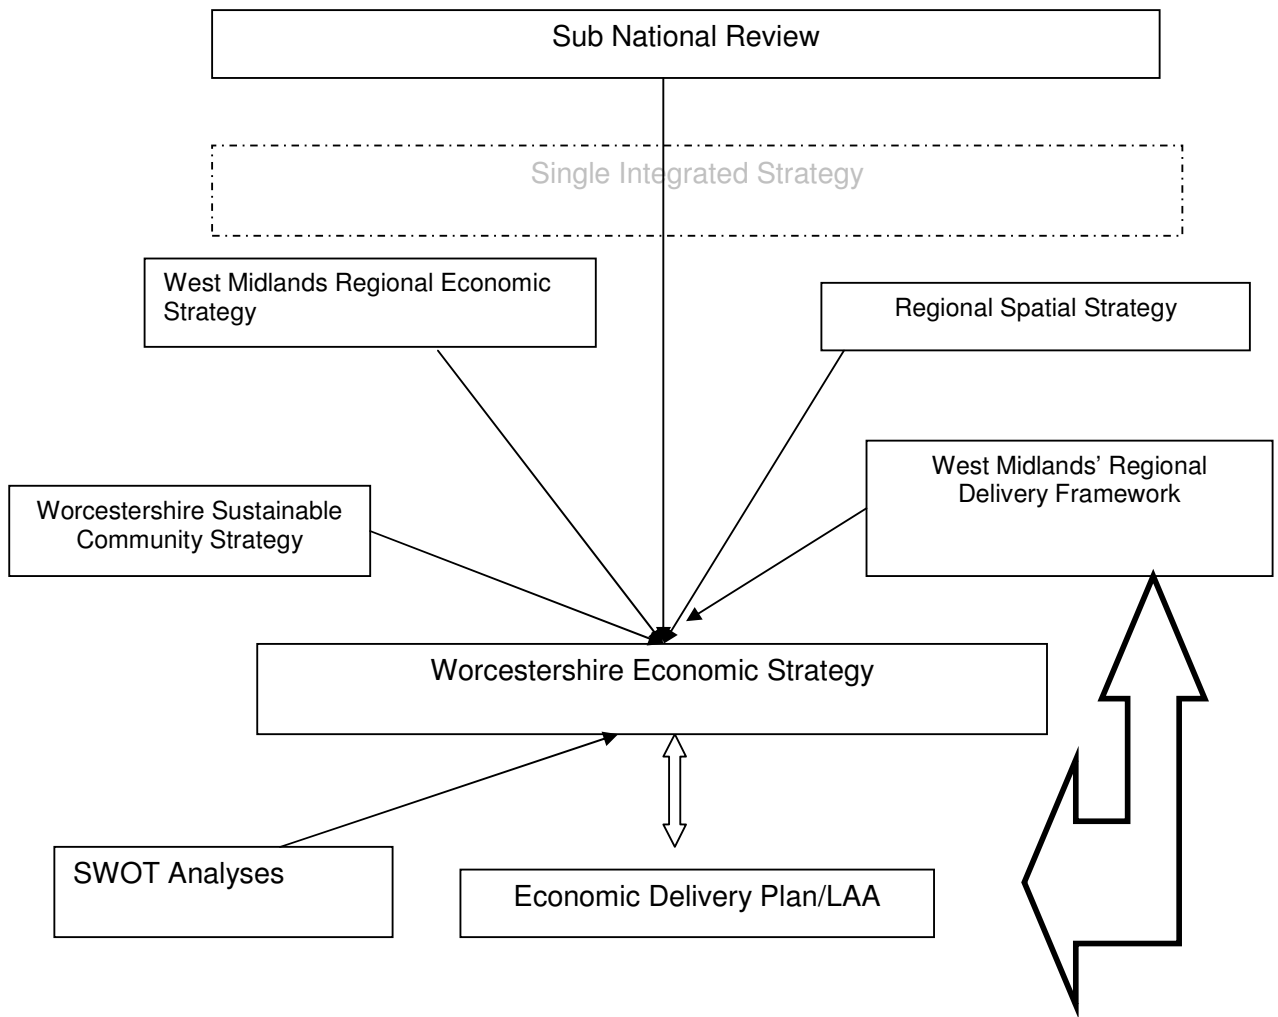 Sub National Review
Single Integrated Strategy
West Midlands Regional Economic
Strategy
Regional Spatial Strategy
West Midlands’ Regional
Delivery Framework
Worcestershire Sustainable
Community Strategy
Worcestershire Economic Strategy
SWOT Analyses
Economic Delivery Plan/LAA